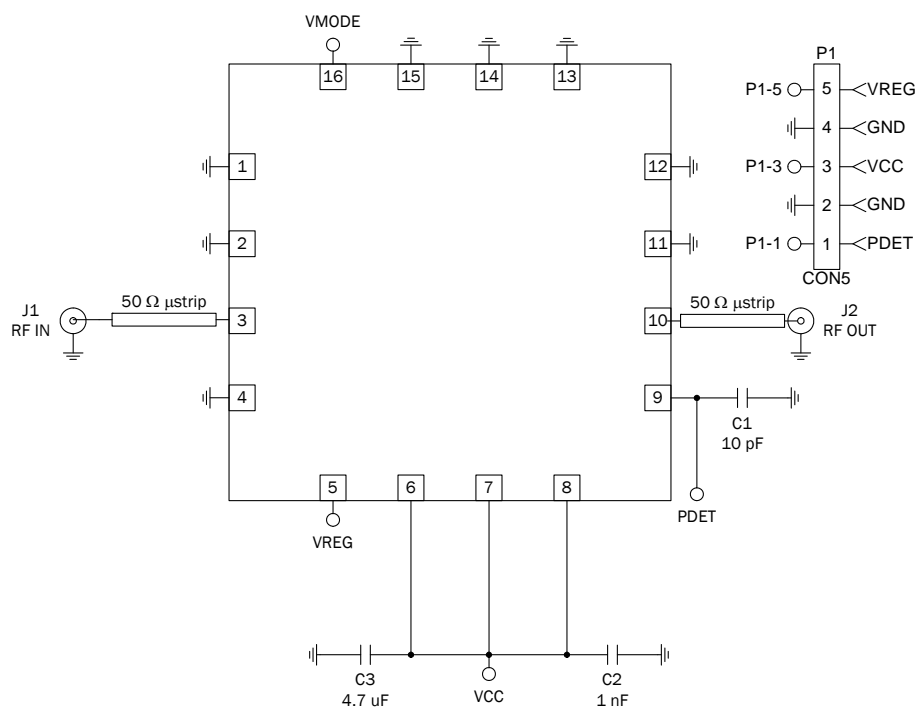 VMODE
16
15
14
13
P1
P1-5
5
VREG
4
GND
P1-3
3
VCC
2
GND
P1-1
1
PDET
CON5
1
12
2
11
J1
RF IN
50 Ω µstrip
3
10
50 Ω µstrip
J2
RF OUT
4
9
C1
10 pF
PDET
5
6
7
8
VREG
C3
4.7 uF
VCC
C2
1 nF